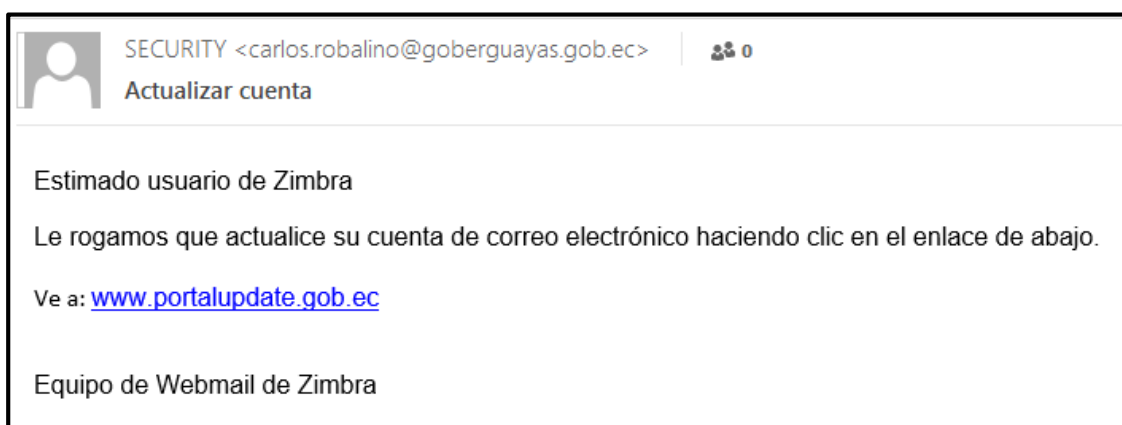 SECURITY <carlos.robalino@goberguayas.gob.ec> 0
Actualizar cuenta
Estimado usuario de Zimbra
Le rogamos que actualice su cuenta de correo electrónico haciendo clic en el enlace de abajo.
Ve a: www.portalupdate.gob.ec
Equipo de Webmail de Zimbra